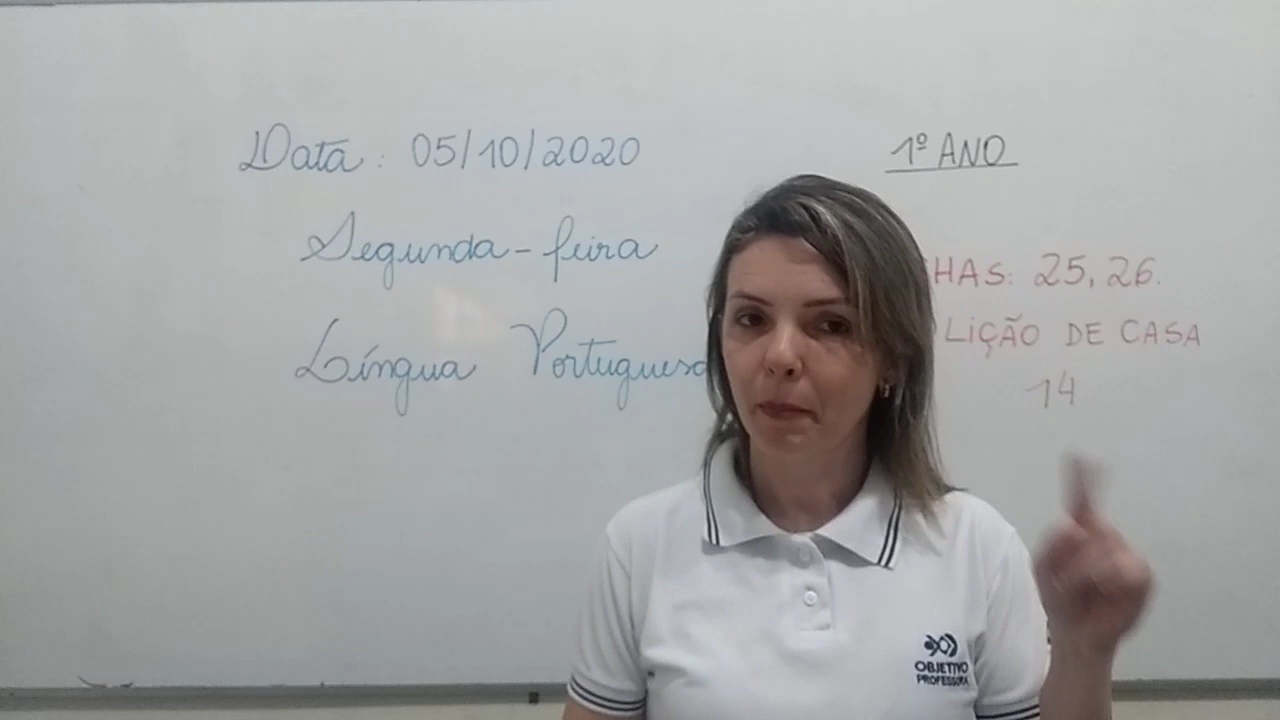 Data: 05/10/2020
1º ANO
Segunda-feira
HAS: 25, 26.
Língua Portuguesa
LIÇÃO DE CASA
14
OBJETIVO
PROFESSORA